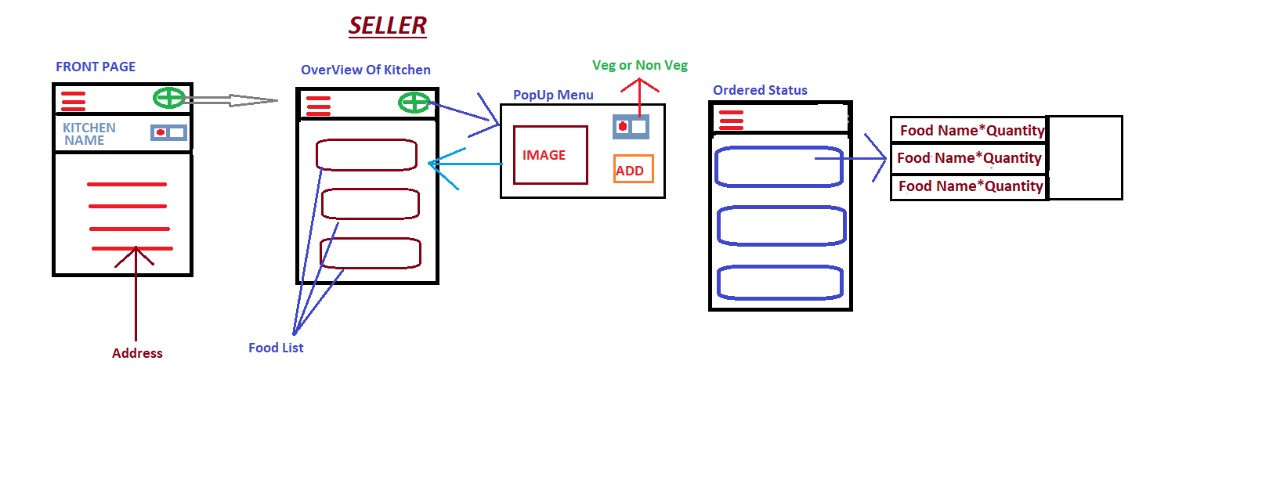 SELLER
FRONT PAGE
KITCHEN
NAME
Address
OverView Of Kitchen
Food List
PopUp Menu
Veg or Non Veg
IMAGE
ADD
Ordered Status
Food Name*Quantity
Food Name*Quantity
Food Name*Quantity